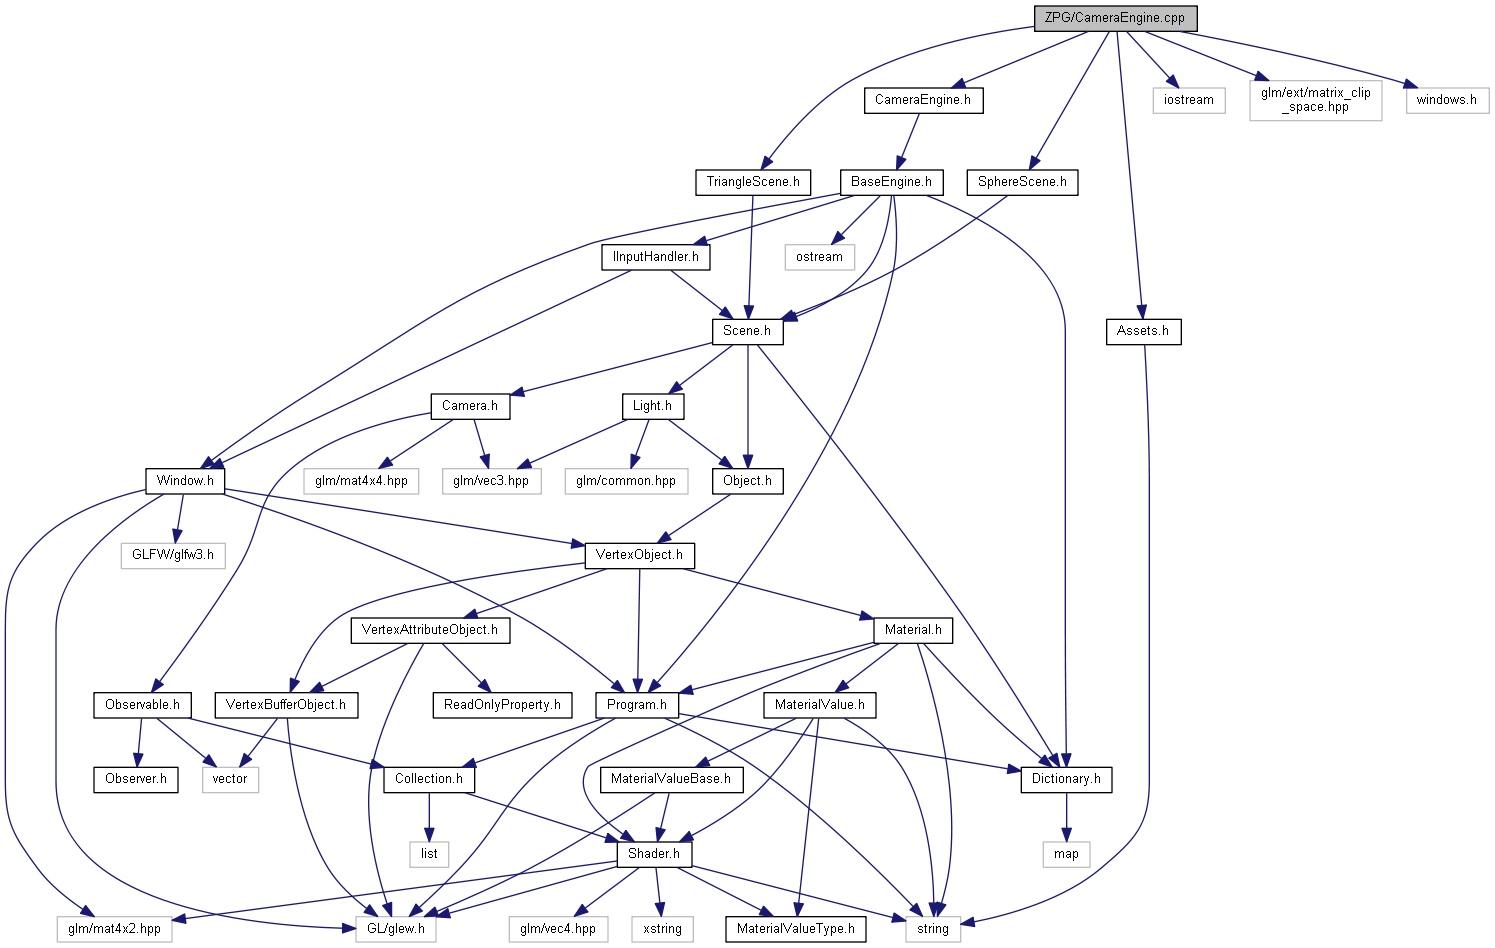 ZPG/CameraEngine.cpp
CameraEngine.h
iostream
glm/ext/matrix_clip
_space.hpp
windows.h
TriangleScene.h
BaseEngine.h
SphereScene.h
IInputHandler.h
ostream
Scene.h
Assets.h
Camera.h
Light.h
Window.h
glm/mat4x4.hpp
glm/vec3.hpp
glm/common.hpp
Object.h
GLFW/glfw3.h
VertexObject.h
VertexAttributeObject.h
Material.h
Observable.h
VertexBufferObject.h
ReadOnlyProperty.h
Program.h
MaterialValue.h
Observer.h
vector
Collection.h
MaterialValueBase.h
Dictionary.h
list
Shader.h
map
glm/mat4x2.hpp
GL/glew.h
glm/vec4.hpp
xstring
MaterialValueType.h
string